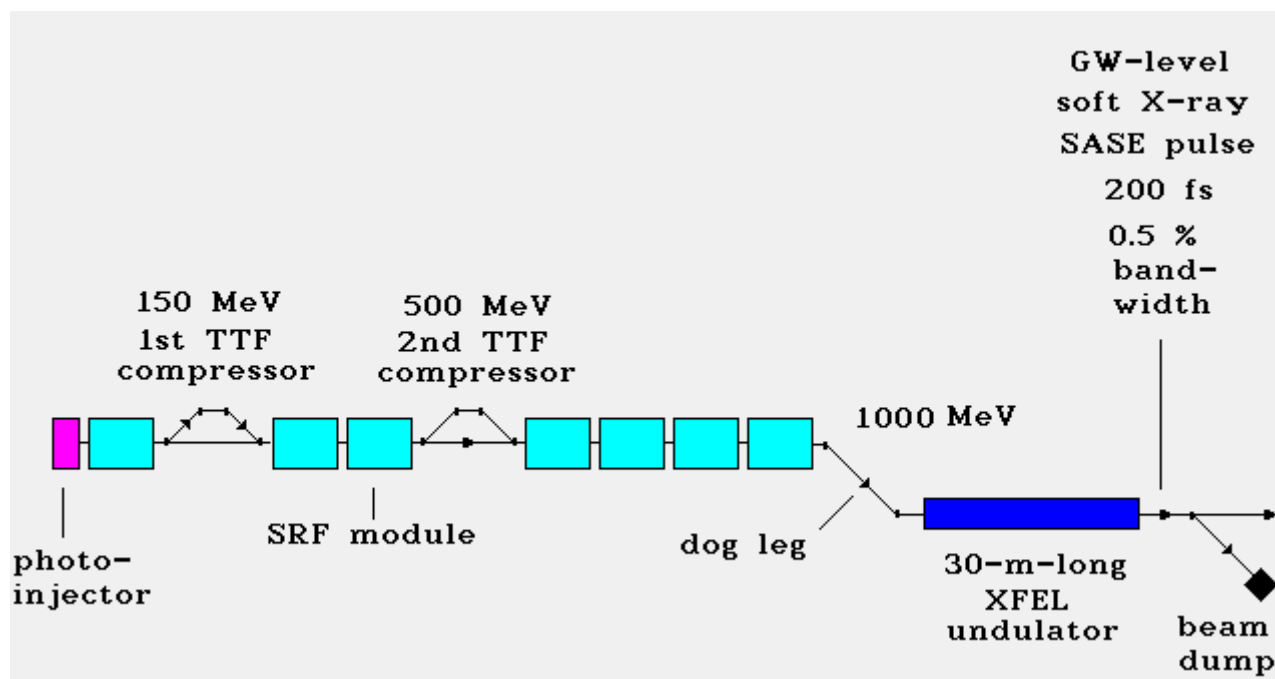 GW-level
soft X-ray
SASE pulse
200 fs
0.5 %
band-
width
150 MeV
1st TTF
compressor
500 MeV
2nd TTF
compressor
1000 MeV
SRF module
dog leg
photo-
injector
30-m-long
XFEL
undulator
beam
dump